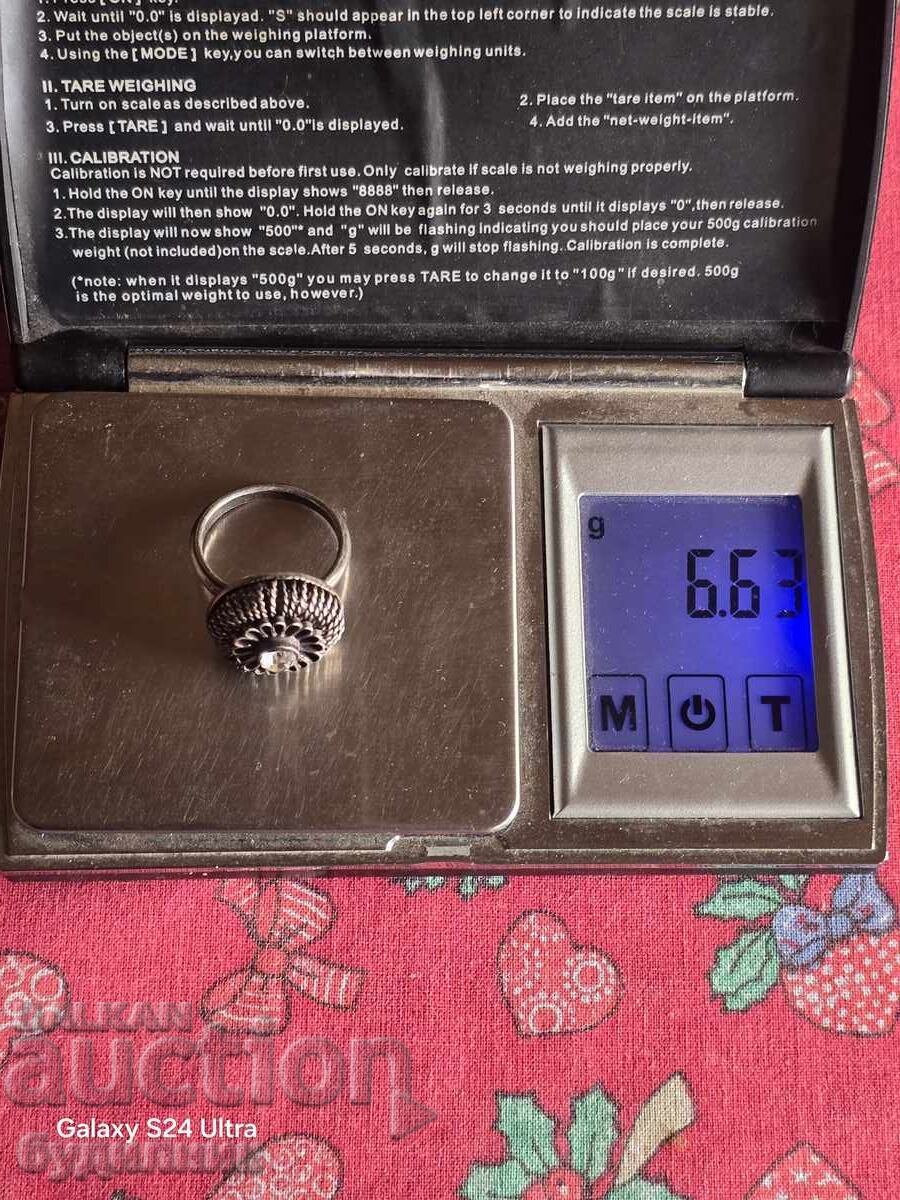 2. Wait until "0.0" is displayad. "S" should appear in the top left corner to indicate the scale is stable.
3. Put the object(s) on the weighing platform.
4. Using the [MODE] key, you can switch between weighing units.
II. TARE WEIGHING
1. Turn on scale as described above.
2. Place the "tare item" on the platform.
3. Press [TARE] and wait until "0.0" is displayed.
4. Add the "net-weight-item".
III. CALIBRATION
Calibration is NOT required before first use. Only calibrate if scale is not weighing properly.
1. Hold the ON key until the display shows "8888" then release.
2. The display will then show "0.0". Hold the ON key again for 3 seconds until it displays "0", then release.
3. The display will now show "500"* and "g" will be flashing indicating you should place your 500g calibration
weight (not included) on the scale. After 5 seconds, g will stop flashing. Calibration is complete.
(*note: when it displays "500g" you may press TARE to change it to "100g" if desired. 500g
is the optimal weight to use, however.)
g
6.63
M T
BALKAN
auction
Galaxy S24 Ultra
будилник